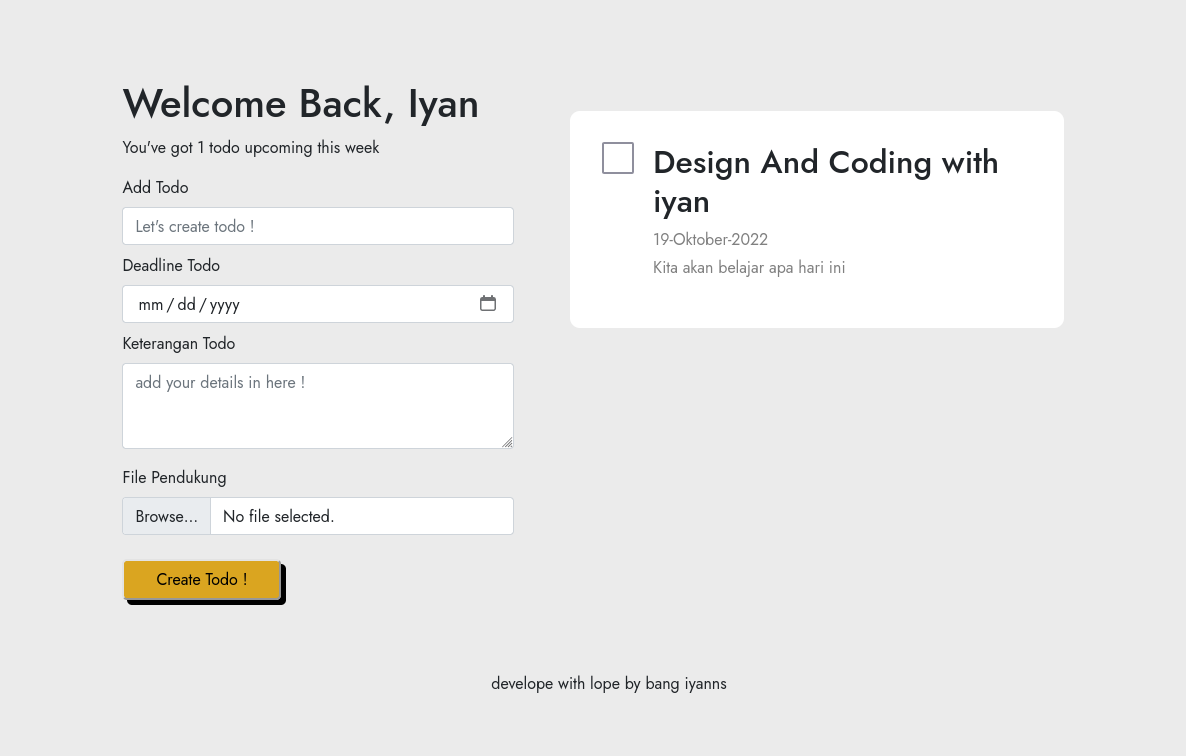 Welcome Back, Iyan
You've got 1 todo upcoming this week
Add Todo
Let's create todo !
Deadline Todo
mm / dd / yyyy
Keterangan Todo
add your details in here !
File Pendukung
Browse... No file selected.
Create Todo !
Design And Coding with
iyan
19-Oktober-2022
Kita akan belajar apa hari ini
develope with lope by bang iyanns